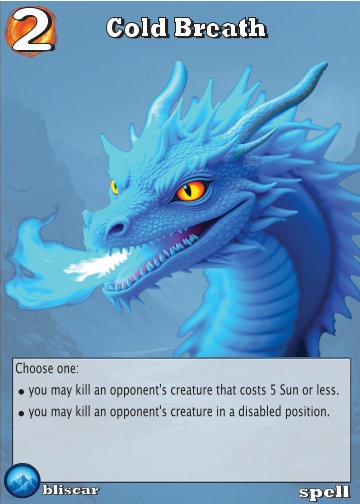 2
Cold Breath
Choose one:
• you may kill an opponent's creature that costs 5 Sun or less.
• you may kill an opponent's creature in a disabled position.
bliscar
spell